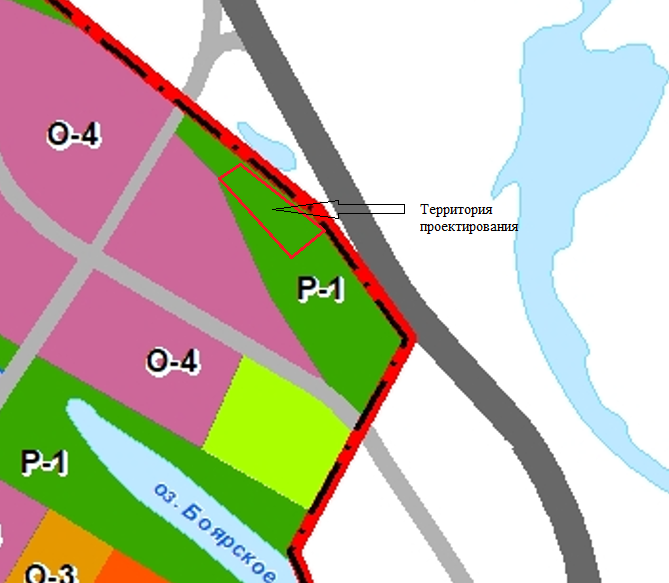 О-4
Территория
проектирования
Р-1
О-4
Р-1
оз. Боярское
О-3